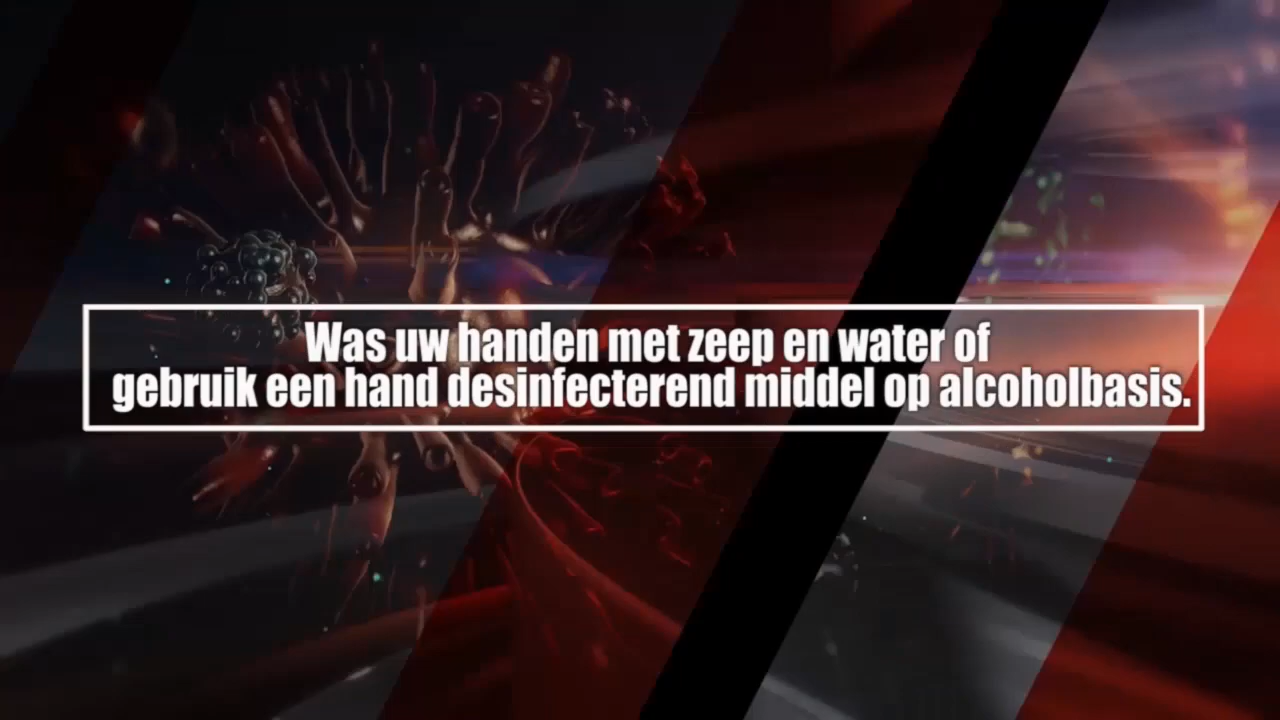 Was uw handen met zeep en water of
gebruik een hand desinfecterend middel op alcoholbasis.